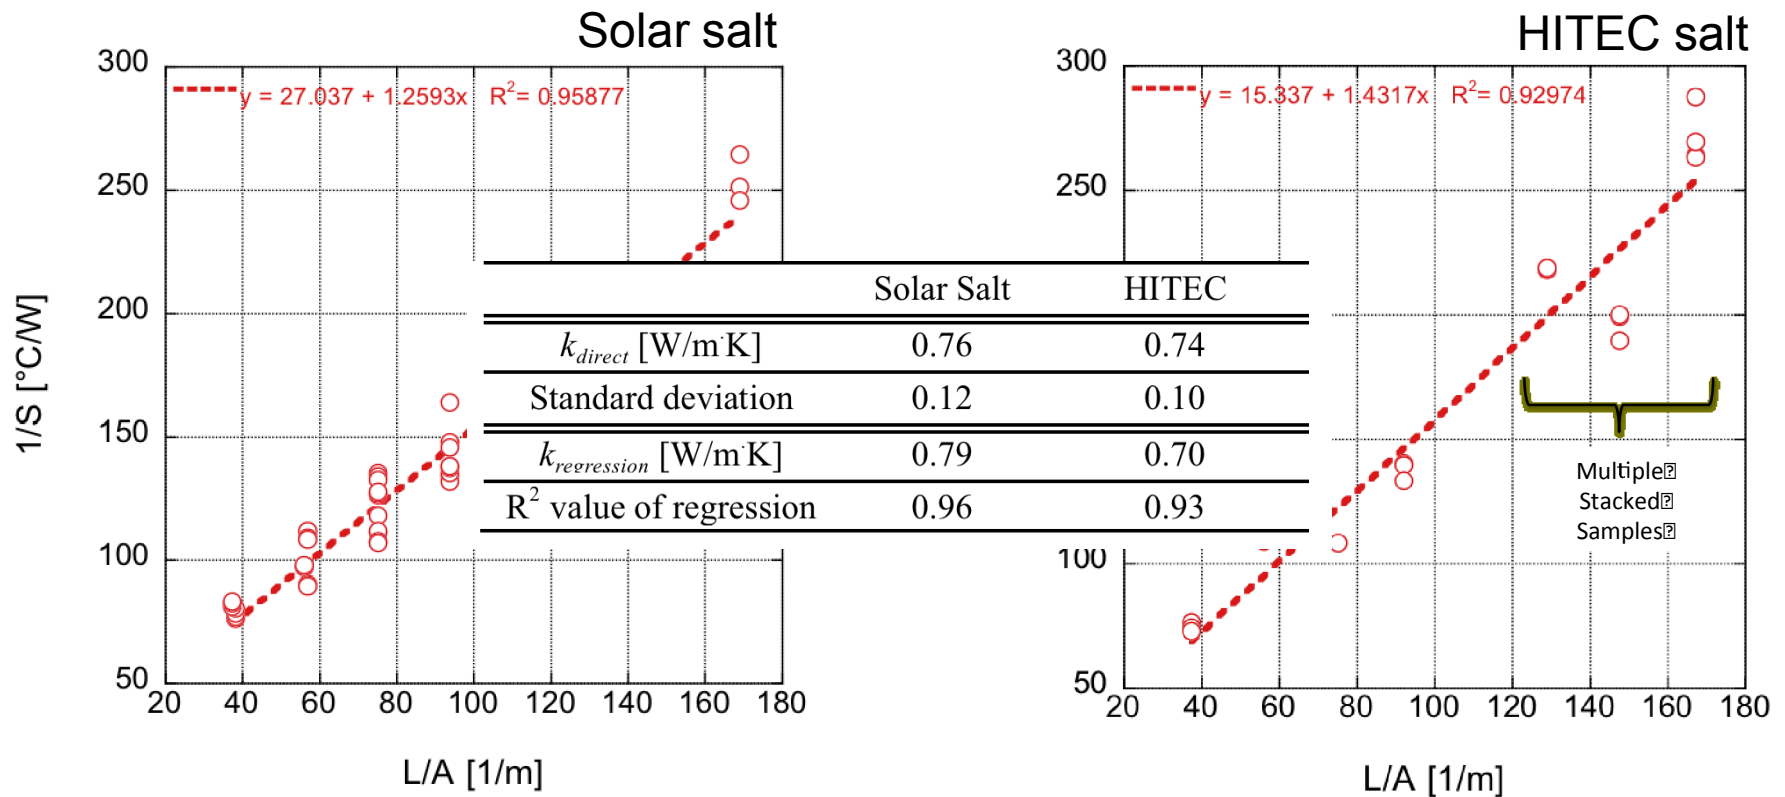 Solar salt
HITEC salt
300
y = 27.037 + 1.2593x R²= 0.95877
250
200
150
100
50
20 40 60 80 100 120 140 160 180
1/S [°C/W]
L/A [1/m]
300
y = 15.337 + 1.4317x R²= 0.92974
250
100
50
20 40 60 80 100 120 140 160 180
L/A [1/m]
Multiple
Stacked
Samples
Solar Salt HITEC
k_direct [W/m·K] 0.76 0.74
Standard deviation 0.12 0.10
k_regression [W/m·K] 0.79 0.70
R² value of regression 0.96 0.93